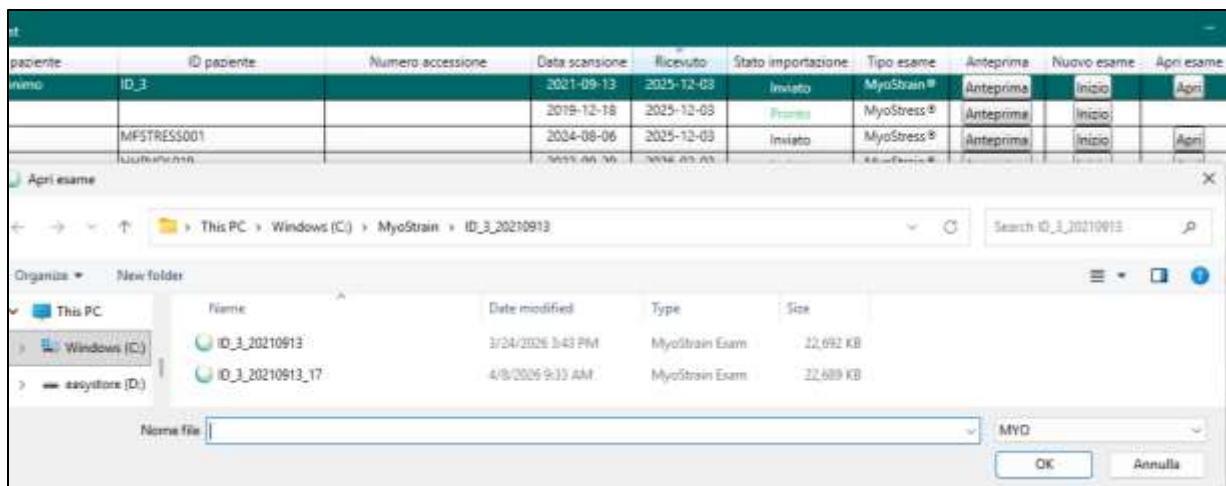 nt
paziente ID paziente Numero accessione Data scansione Ricevuto Stato importazione Tipo esame Anteprima Nuovo esame Apri esame
nimo ID_3 2021-09-13 2025-12-03 Inviato MyoStrain® Anteprima Inizio Apri
2019-12-18 2025-12-03 Pronto MyoStress® Anteprima Inizio
MFSTRESS001 2024-08-06 2025-12-03 Inviato MyoStress® Anteprima Inizio Apri
Apri esame
This PC > Windows (C:) > MyoStrain > ID_3_20210913 Search ID_3_20210913
Organize New folder
Name Date modified Type Size
This PC
Windows (C:) ID_3_20210913 3/24/2026 3:43 PM MyoStrain Exam 22,692 KB
easystore (D:) ID_3_20210913_17 4/8/2026 9:33 AM MyoStrain Exam 22,689 KB
Nome file MYO
OK Annulla